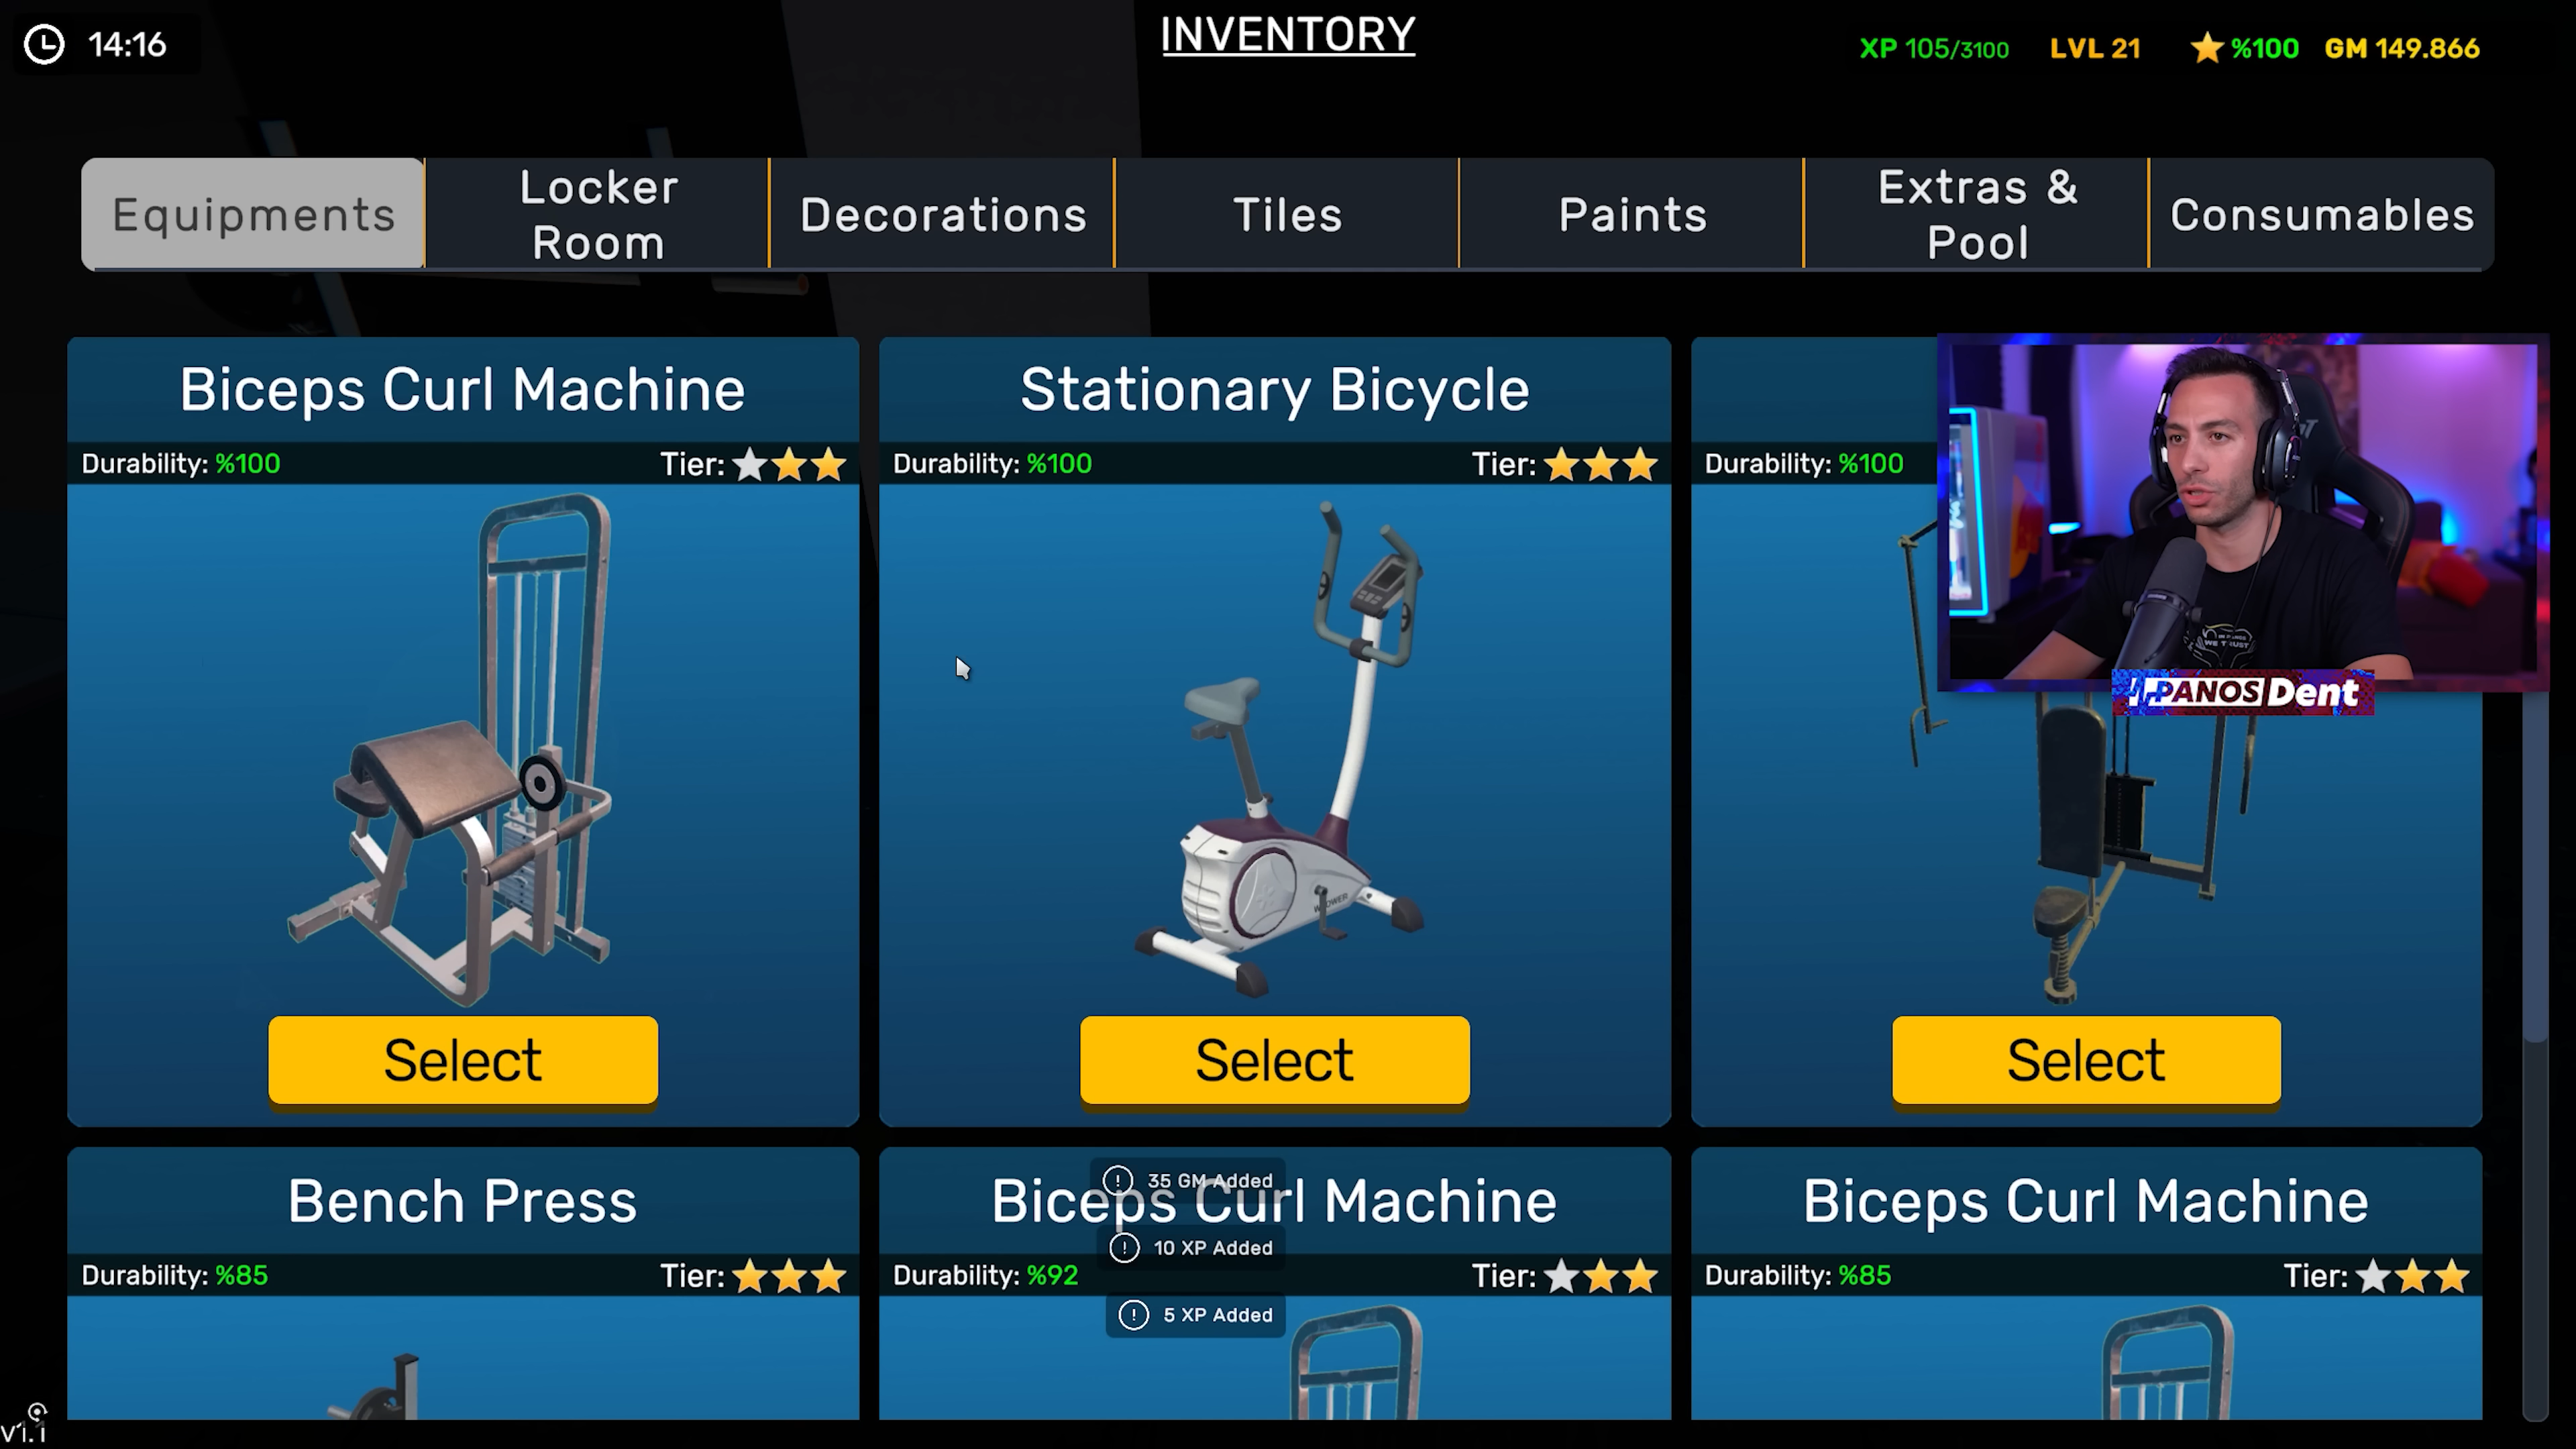 14:16
INVENTORY
XP 105/3100
LVL 21
%100
GM 149.866
Equipments
Locker
Room
Decorations
Tiles
Paints
Extras &
Pool
Consumables
Biceps Curl Machine
Durability: %100
Tier:
Select
Stationary Bicycle
Durability: %100
Tier:
Select
Durability: %100
Select
WE TRUST
PANOS Dent
Bench Press
Durability: %85
Tier:
Biceps Curl Machine
Durability: %92
Tier:
Biceps Curl Machine
Durability: %85
Tier:
35 GM Added
10 XP Added
5 XP Added
v1.1